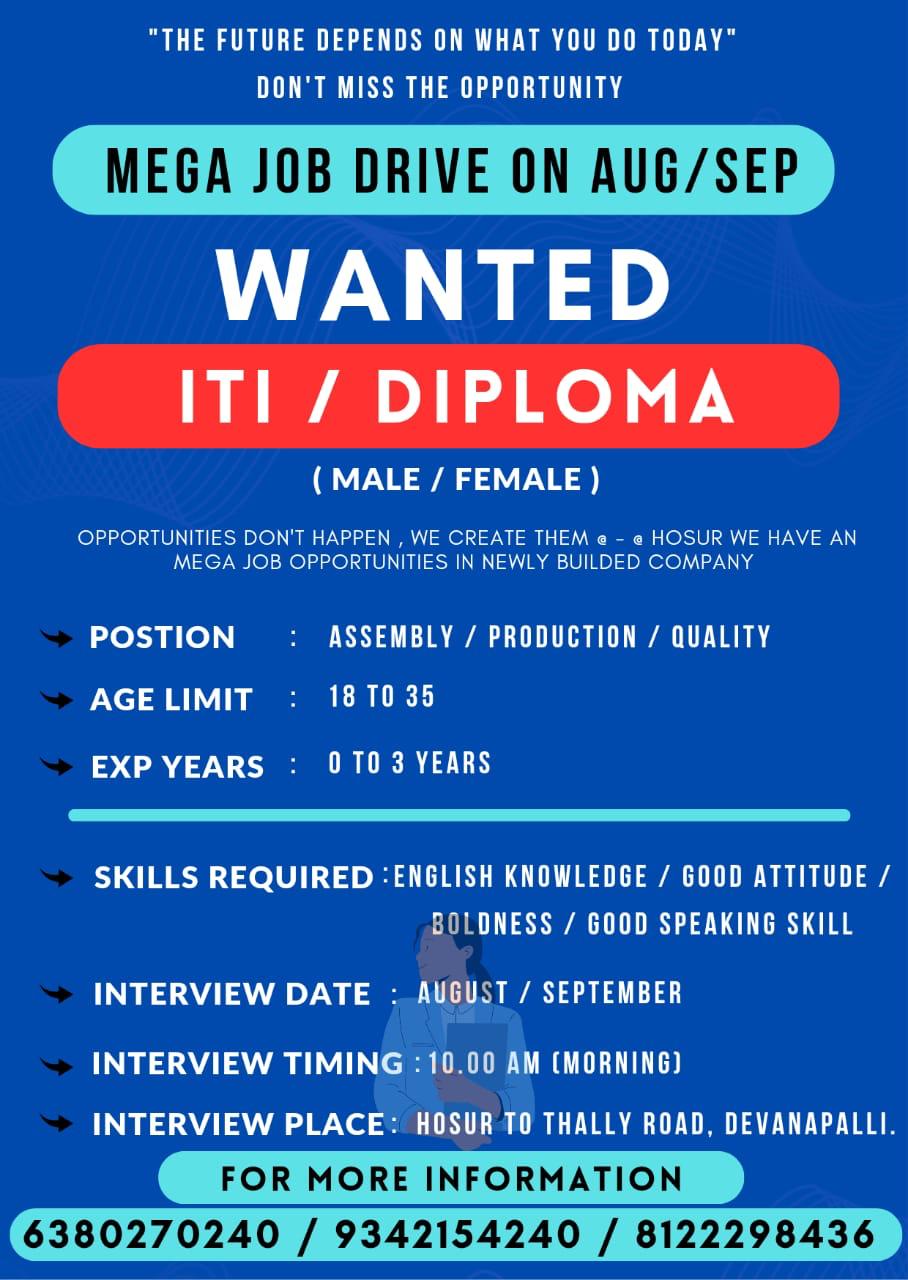 "THE FUTURE DEPENDS ON WHAT YOU DO TODAY"
DON'T MISS THE OPPORTUNITY
MEGA JOB DRIVE ON AUG/SEP
WANTED
ITI / DIPLOMA
( MALE / FEMALE )
OPPORTUNITIES DON'T HAPPEN , WE CREATE THEM @ - @ HOSUR WE HAVE AN
MEGA JOB OPPORTUNITIES IN NEWLY BUILDED COMPANY
POSTION : ASSEMBLY / PRODUCTION / QUALITY
AGE LIMIT : 18 TO 35
EXP YEARS : 0 TO 3 YEARS
SKILLS REQUIRED :ENGLISH KNOWLEDGE / GOOD ATTITUDE /
BOLDNESS / GOOD SPEAKING SKILL
INTERVIEW DATE : AUGUST / SEPTEMBER
INTERVIEW TIMING :10.00 AM (MORNING)
INTERVIEW PLACE: HOSUR TO THALLY ROAD, DEVANAPALLI.
FOR MORE INFORMATION
6380270240 / 9342154240 / 8122298436